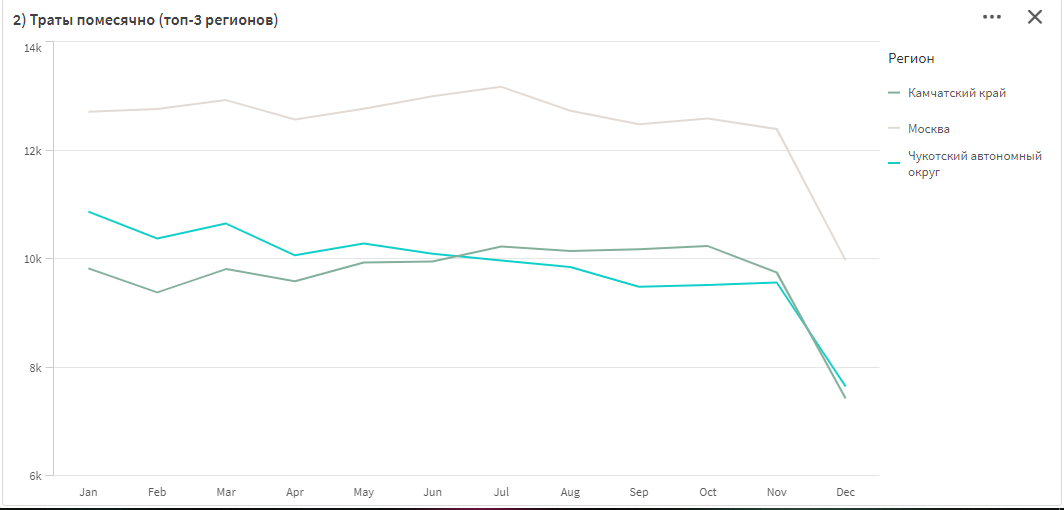 2) Траты помесячно (топ-3 регионов)
14k
12k
10k
8k
6k
Jan Feb Mar Apr May Jun Jul Aug Sep Oct Nov Dec
Регион
Камчатский край
Москва
Чукотский автономный
округ